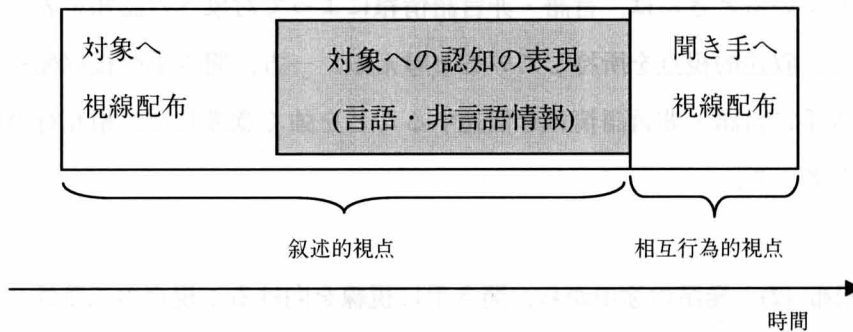 対象へ
視線配布
対象への認知の表現
(言語・非言語情報)
聞き手へ
視線配布
叙述的視点
相互行為的視点
時間